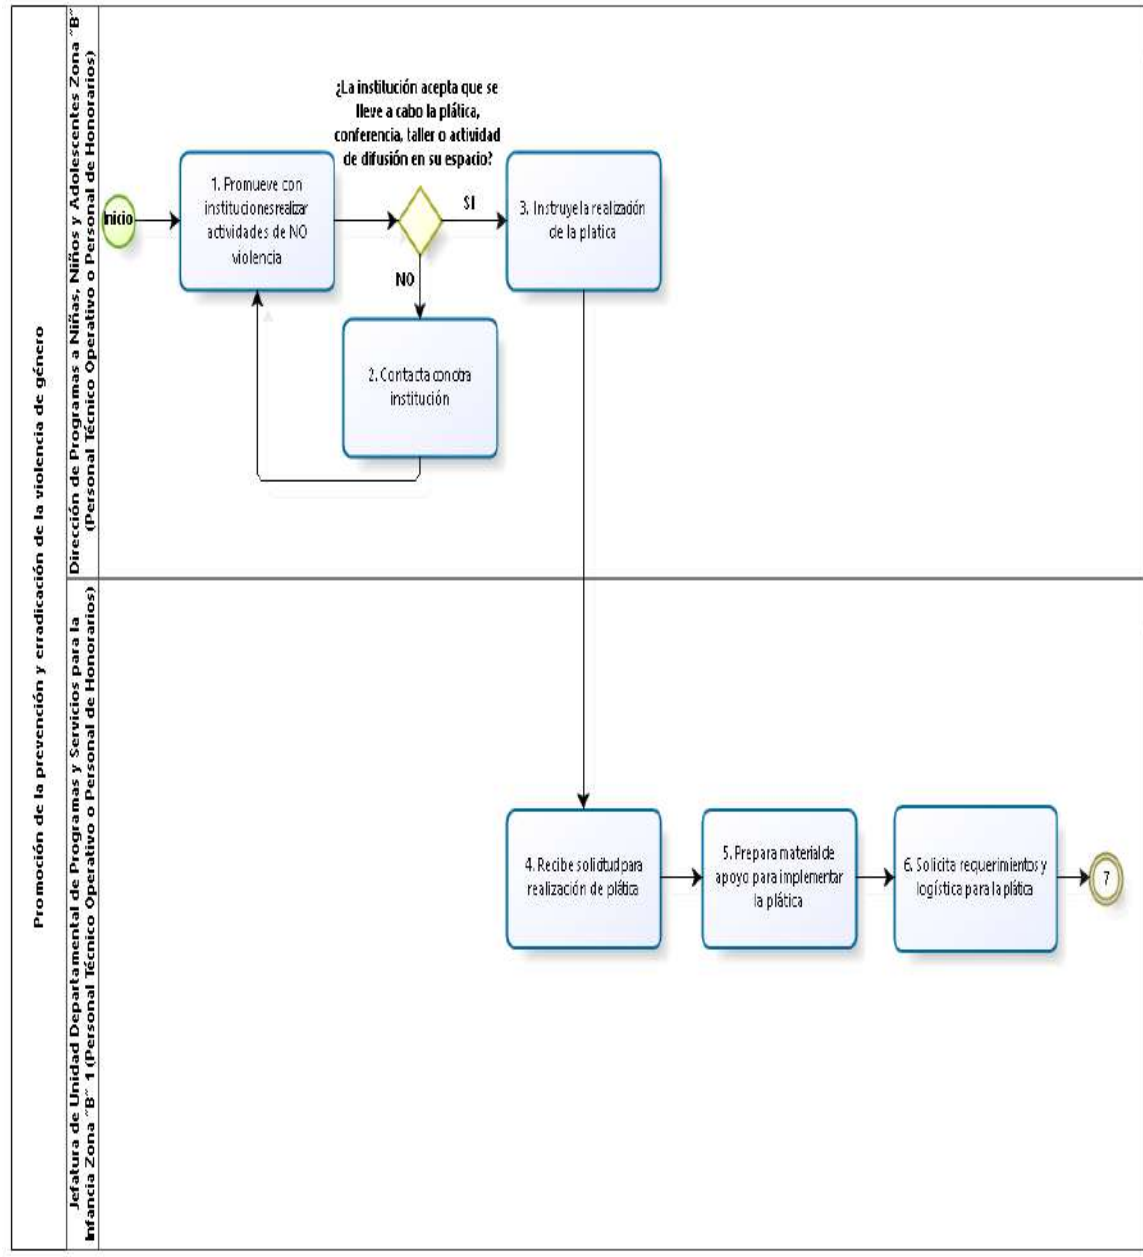 Promoción de la prevención y erradicación de la violencia de género
Dirección de Programas a Niñas, Niños y Adolescentes Zona “B”
(Personal Técnico Operativo o Personal de Honorarios)
Inicio
1. Promueve con
instituciones realizar
actividades de NO
violencia
¿La institución acepta que se
lleve a cabo la plática,
conferencia, taller o actividad
de difusión en su espacio?
SI
NO
3. Instruye la realización
de la platica
2. Contacta con otra
institución
Jefatura de Unidad Departamental de Programas y Servicios para la
Infancia Zona “B” 1 (Personal Técnico Operativo o Personal de Honorarios)
4. Recibe solicitud para
realización de plática
5. Prepara material de
apoyo para implementar
la plática
6. Solicita requerimientos y
logística para la plática
7